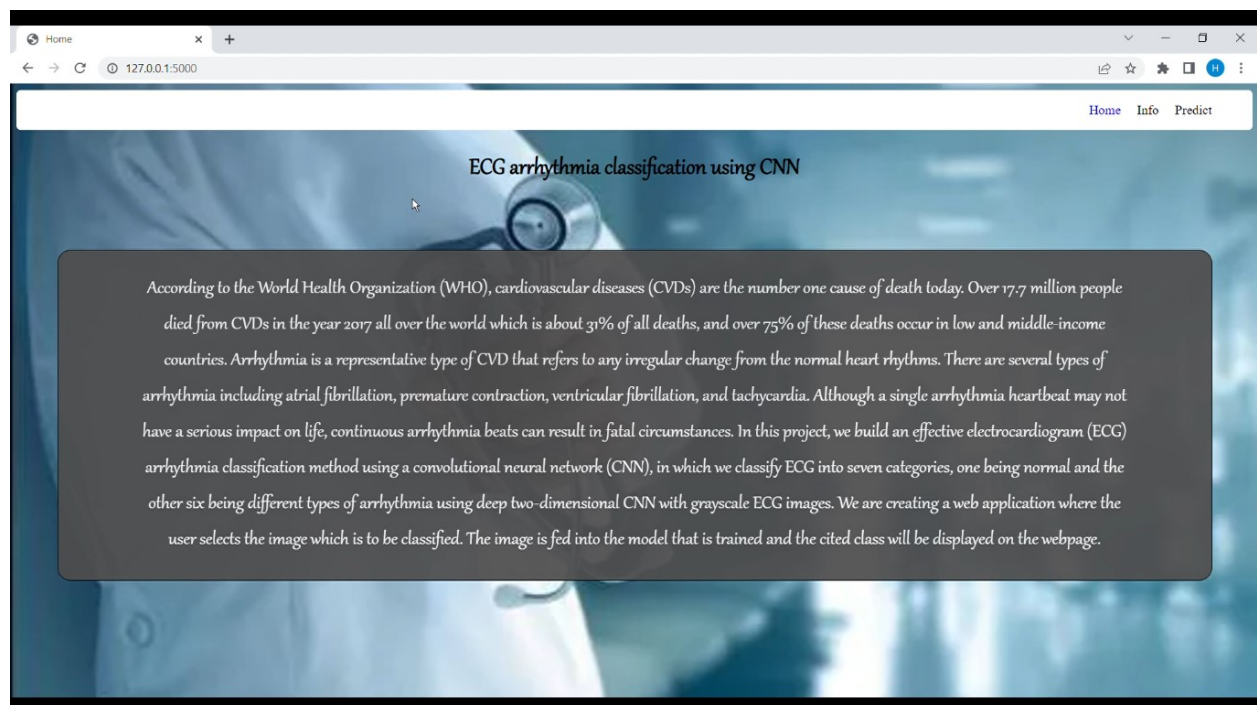 Home
127.0.0.1:5000
H
Home Info Predict
ECG arrhythmia classification using CNN
According to the World Health Organization (WHO), cardiovascular diseases (CVDs) are the number one cause of death today. Over 17.7 million people
died from CVDs in the year 2017 all over the world which is about 31% of all deaths, and over 75% of these deaths occur in low and middle-income
countries. Arrhythmia is a representative type of CVD that refers to any irregular change from the normal heart rhythms. There are several types of
arrhythmia including atrial fibrillation, premature contraction, ventricular fibrillation, and tachycardia. Although a single arrhythmia heartbeat may not
have a serious impact on life, continuous arrhythmia beats can result in fatal circumstances. In this project, we build an effective electrocardiogram (ECG)
arrhythmia classification method using a convolutional neural network (CNN), in which we classify ECG into seven categories, one being normal and the
other six being different types of arrhythmia using deep two-dimensional CNN with grayscale ECG images. We are creating a web application where the
user selects the image which is to be classified. The image is fed into the model that is trained and the cited class will be displayed on the webpage.